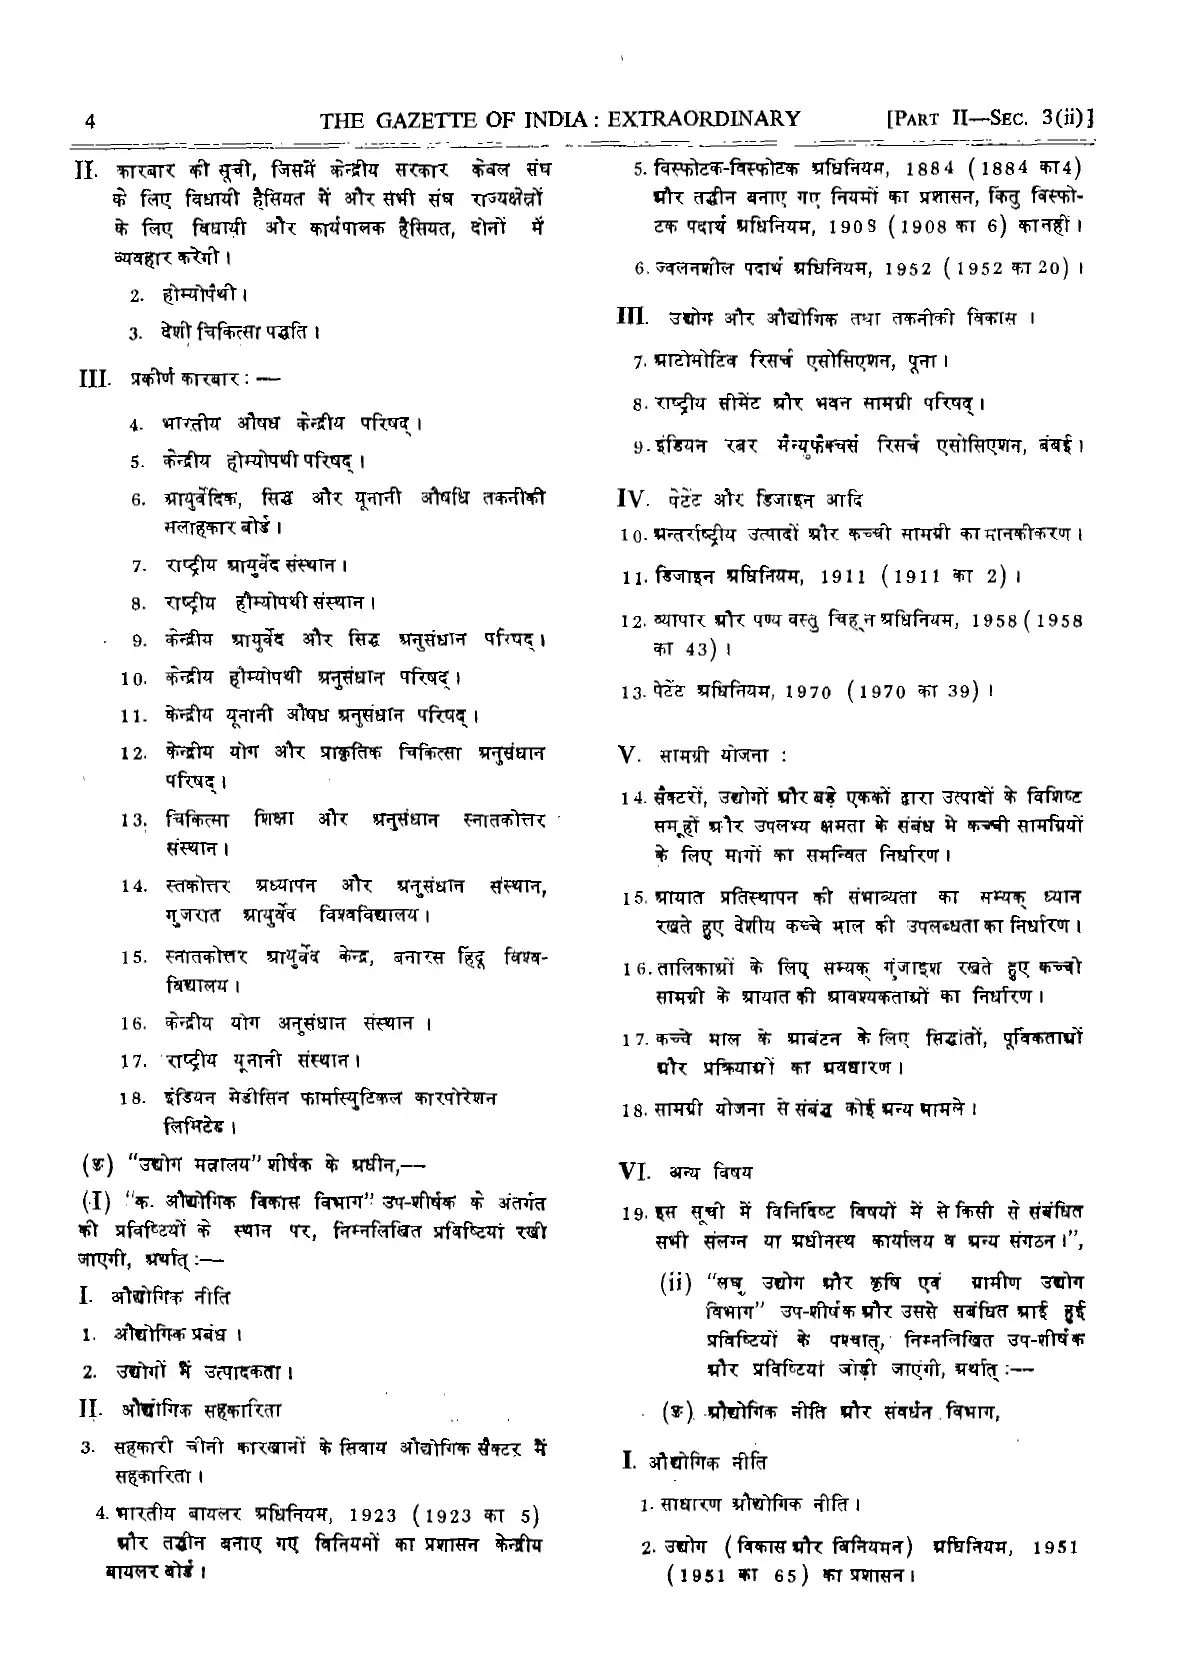 4 THE GAZETTE OF INDIA : EXTRAORDINARY [PART II—SEC. 3(ii)]
II. कारबार की सूची, जिसमें केन्द्रीय सरकार केवल संघ
के लिए विधायी हैसियत में और सभी संघ राज्यक्षेत्रों
के लिए विधायी और कार्यपालक हैसियत, दोनों में
व्यवहार करेगी ।
2. होम्योपैथी ।
3. देशी चिकित्सा पद्धति ।
III. प्रकीर्ण कारबार : —
4. भारतीय औषध केन्द्रीय परिषद् ।
5. केन्द्रीय होम्योपथी परिषद् ।
6. आयुर्वेदिक, सिद्ध और यूनानी औषधि तकनीकी
सलाहकार बोर्ड ।
7. राष्ट्रीय आयुर्वेद संस्थान ।
8. राष्ट्रीय होम्योपथी संस्थान ।
9. केन्द्रीय आयुर्वेद और सिद्ध अनुसंधान परिषद् ।
10. केन्द्रीय होम्योपथी अनुसंधान परिषद् ।
11. केन्द्रीय यूनानी औषध अनुसंधान परिषद् ।
12. केन्द्रीय योग और प्राकृतिक चिकित्सा अनुसंधान
परिषद् ।
13. चिकित्सा शिक्षा और अनुसंधान स्नातकोत्तर
संस्थान ।
14. स्तकोत्तर अध्यापन और अनुसंधान संस्थान,
गुजरात आयुर्वेव विश्वविद्यालय ।
15. स्नातकोत्तर आयुर्वेद केन्द्र, बनारस हिंदू विश्व-
विद्यालय ।
16. केन्द्रीय योग अनुसंधान संस्थान ।
17. राष्ट्रीय यूनानी संस्थान ।
18. इंडियन मेडीसिन फार्मास्युटिकल कारपोरेशन
लिमिटेड ।
(ङ) "उद्योग मंत्रालय" शीर्षक के अधीन,—
(I) "क. औद्योगिक विकास विभाग" उप-शीर्षक के अंतर्गत
की प्रविष्टियों के स्थान पर, निम्नलिखित प्रविष्टियां रखी
जाएगी, अर्थात् :—
I. औद्योगिक नीति
1. औद्योगिक प्रबंध ।
2. उद्योगों में उत्पादकता ।
II. औद्योगिक सहकारिता
3. सहकारी चीनी कारखानों के सिवाय औद्योगिक सैक्टर में
सहकारिता ।
4. भारतीय बायलर अधिनियम, 1923 (1923 का 5)
और तद्धीन बनाए गए विनियमों का प्रशासन केन्द्रीय
बायलर बोर्ड ।
5. विस्फोटक-विस्फोटक अधिनियम, 1884 (1884 का 4)
और तद्धीन बनाए गए नियमों का प्रशासन, किंतु विस्फो-
टक पदार्थ अधिनियम, 1908 (1908 का 6) का नहीं ।
6. ज्वलनशील पदार्थ अधिनियम, 1952 (1952 का 20) ।
III. उद्योग और औद्योगिक तथा तकनीकी विकास ।
7. आटोमोटिव रिसर्च एसोसिएशन, पूना ।
8. राष्ट्रीय सीमेंट और भवन सामग्री परिषद् ।
9. इंडियन रबर मैन्युफैक्चर्स रिसर्च एसोसिएशन, बंबई ।
IV. पेटेंट और डिजाइन आदि
10. अन्तर्राष्ट्रीय उत्पादों और कच्ची सामग्री का मानकीकरण ।
11. डिजाइन अधिनियम, 1911 (1911 का 2) ।
12. व्यापार और पण्य वस्तु चिह्न अधिनियम, 1958 (1958
का 43) ।
13. पेटेंट अधिनियम, 1970 (1970 का 39) ।
V. सामग्री योजना :
14. सैक्टरों, उद्योगों और बड़े एककों द्वारा उत्पादों के विशिष्ट
समूहों और उपलभ्य क्षमता के संबंध मे कच्ची सामग्रियों
के लिए मागों का समन्वित निर्धारण ।
15. आयात प्रतिस्थापन की संभाव्यता का सम्यक् ध्यान
रखते हुए देशीय कच्चे माल की उपलब्धता का निर्धारण ।
16. तालिकाओं के लिए सम्यक् गुंजाइश रखते हुए कच्ची
सामग्री के आयात की आवश्यकताओं का निर्धारण ।
17. कच्चे माल के आबंटन के लिए सिद्धांतों, पूर्विकताओं
और प्रक्रियाओं का अवधारण ।
18. सामग्री योजना से संबंद्ध कोई अन्य मामले ।
VI. अन्य विषय
19. इस सूची में विनिर्दिष्ट विषयों में से किसी से संबंधित
सभी संलग्न या अधीनस्थ कार्यालय व अन्य संगठन ।",
(ii) "लघु उद्योग और कृषि एवं ग्रामीण उद्योग
विभाग" उप-शीर्षक और उससे सबंधित आई हुई
प्रविष्टियों के पश्चात्, निम्नलिखित उप-शीर्षक
और प्रविष्टियां जोड़ी जाएंगी, अर्थात् :—
(ङ) औद्योगिक नीति और संवर्धन विभाग,
I. औद्योगिक नीति
1. साधारण औद्योगिक नीति ।
2. उद्योग (विकास और विनियमन) अधिनियम, 1951
(1951 का 65) का प्रशासन ।